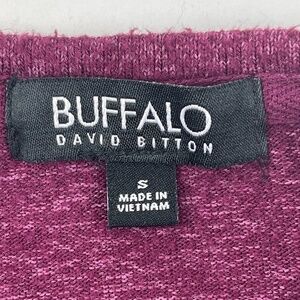 BUFFALO
DAVID BITTON
S
MADE IN
VIETNAM